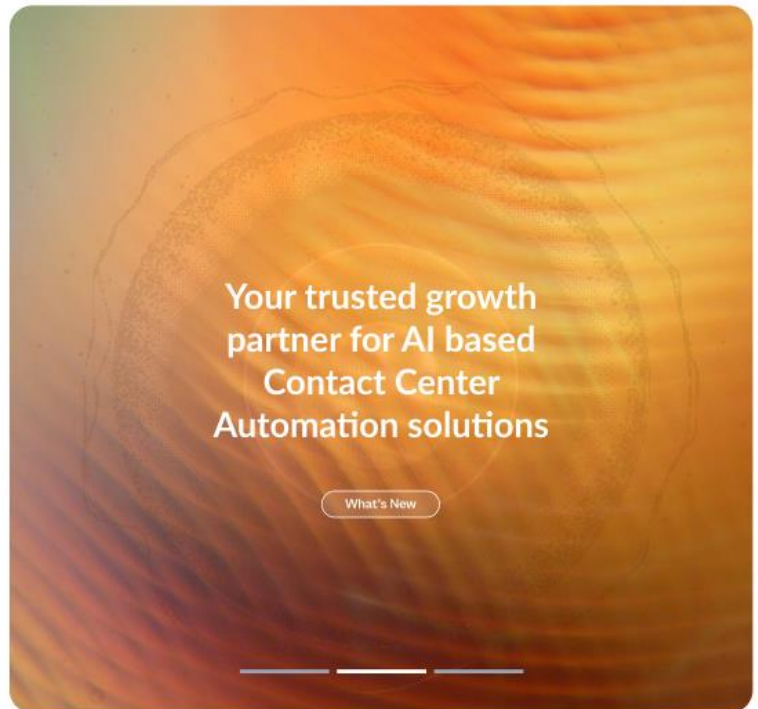 Your trusted growth
partner for AI based
Contact Center
Automation solutions
What's New